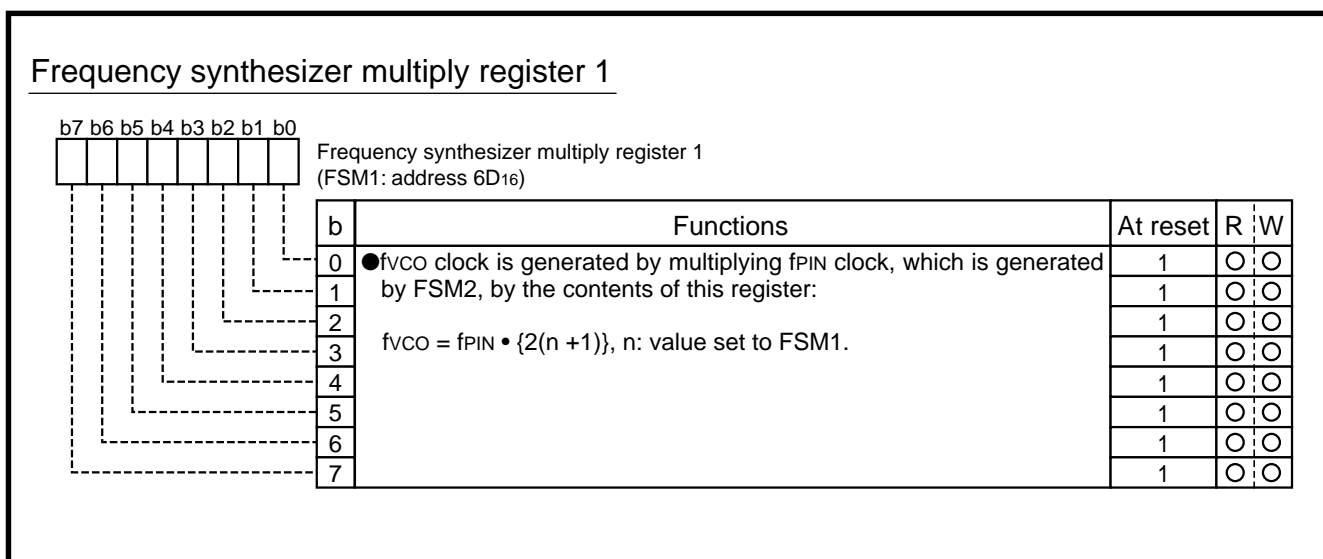 Frequency synthesizer multiply register 1
b7 b6 b5 b4 b3 b2 b1 b0
Frequency synthesizer multiply register 1
(FSM1: address 6D16)
b Functions At reset R W
0 ●fVCO clock is generated by multiplying fPIN clock, which is generated 1 O O
1 by FSM2, by the contents of this register: 1 O O
2 1 O O
3 fVCO = fPIN • {2(n +1)}, n: value set to FSM1. 1 O O
4 1 O O
5 1 O O
6 1 O O
7 1 O O